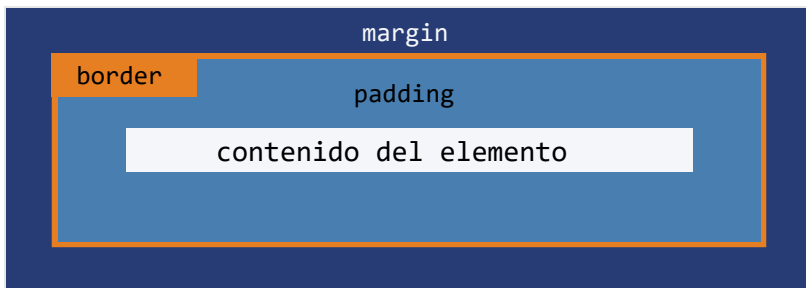 margin
border
padding
contenido del elemento